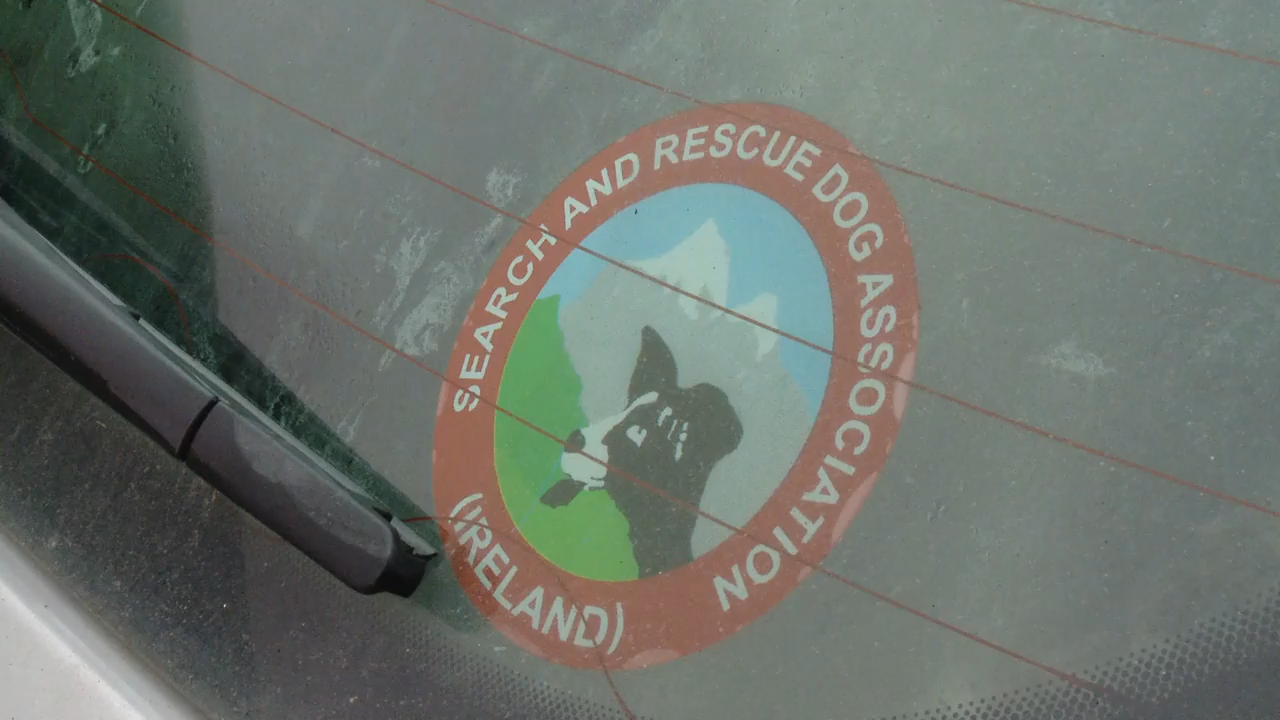 SEARCH AND RESCUE DOG ASSOCIATION
(IRELAND)